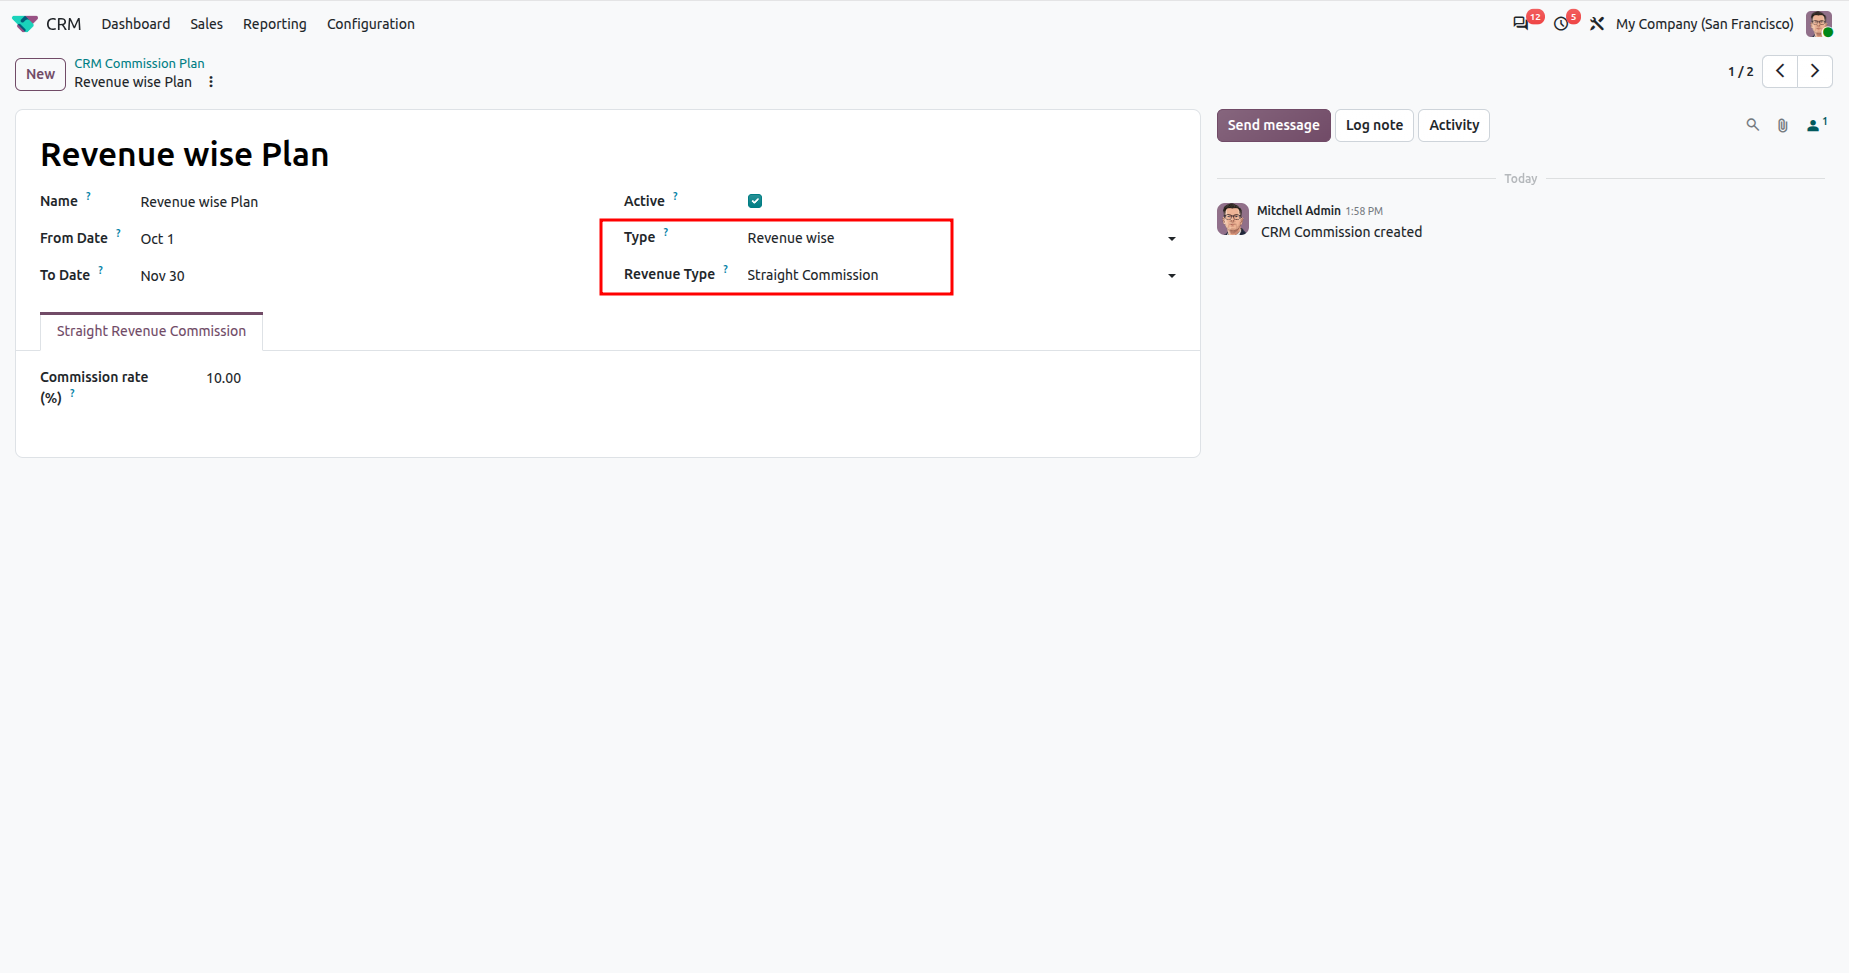 CRM Dashboard Sales Reporting Configuration 12 5 My Company (San Francisco)
New CRM Commission Plan
Revenue wise Plan
1 / 2
Send message Log note Activity 1
Revenue wise Plan
Name ? Revenue wise Plan
Active ?
From Date ? Oct 1
Type ? Revenue wise
To Date ? Nov 30
Revenue Type ? Straight Commission
Straight Revenue Commission
Commission rate (%) ? 10.00
Today
Mitchell Admin 1:58 PM
CRM Commission created